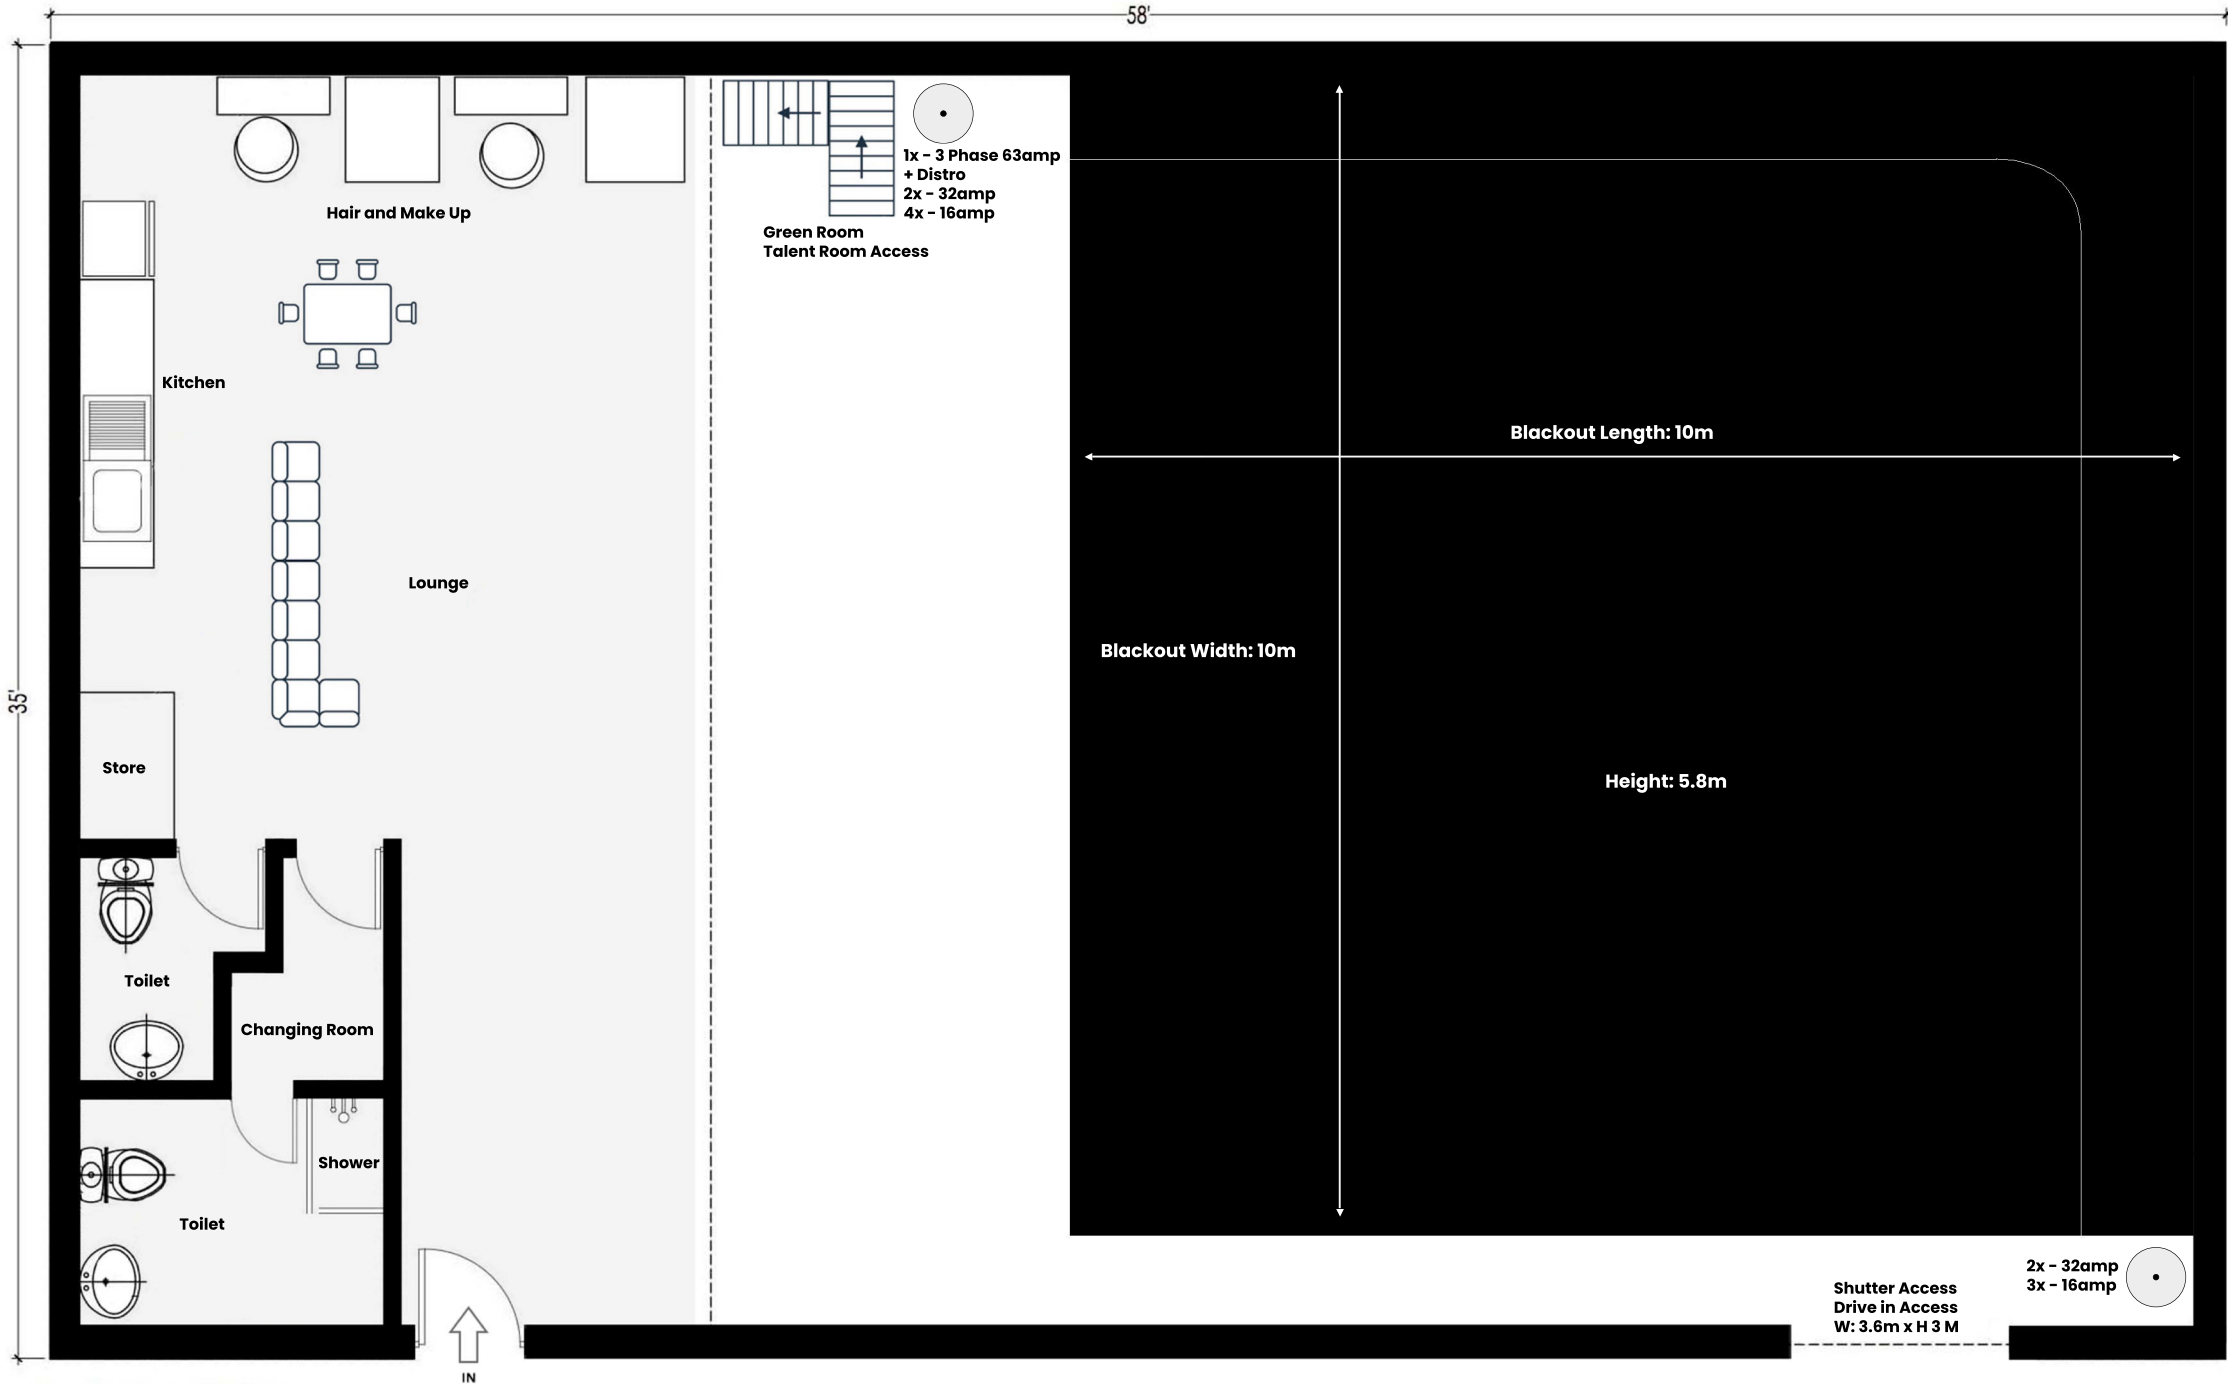 58'
35'
Hair and Make Up
1x - 3 Phase 63amp
+ Distro
2x - 32amp
4x - 16amp
Green Room
Talent Room Access
Kitchen
Lounge
Store
Toilet
Changing Room
Shower
Toilet
IN
Blackout Length: 10m
Blackout Width: 10m
Height: 5.8m
2x - 32amp
3x - 16amp
Shutter Access
Drive in Access
W: 3.6m x H 3 M